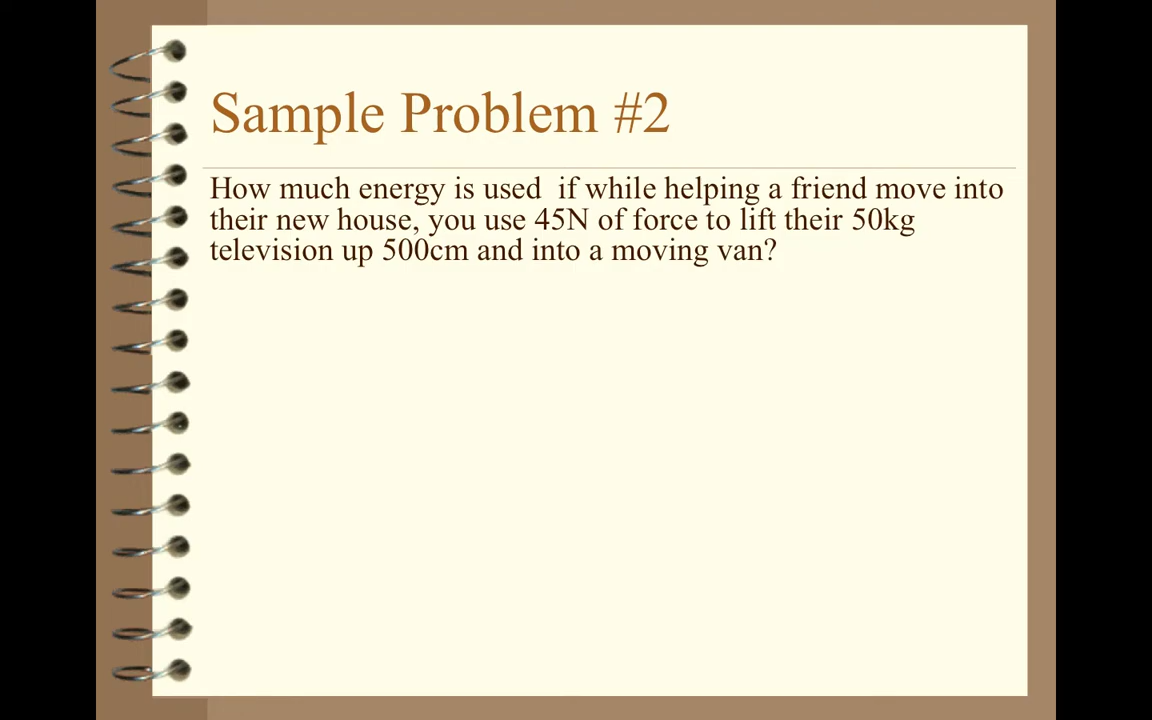 Sample Problem #2
How much energy is used  if while helping a friend move into
their new house, you use 45N of force to lift their 50kg
television up 500cm and into a moving van?